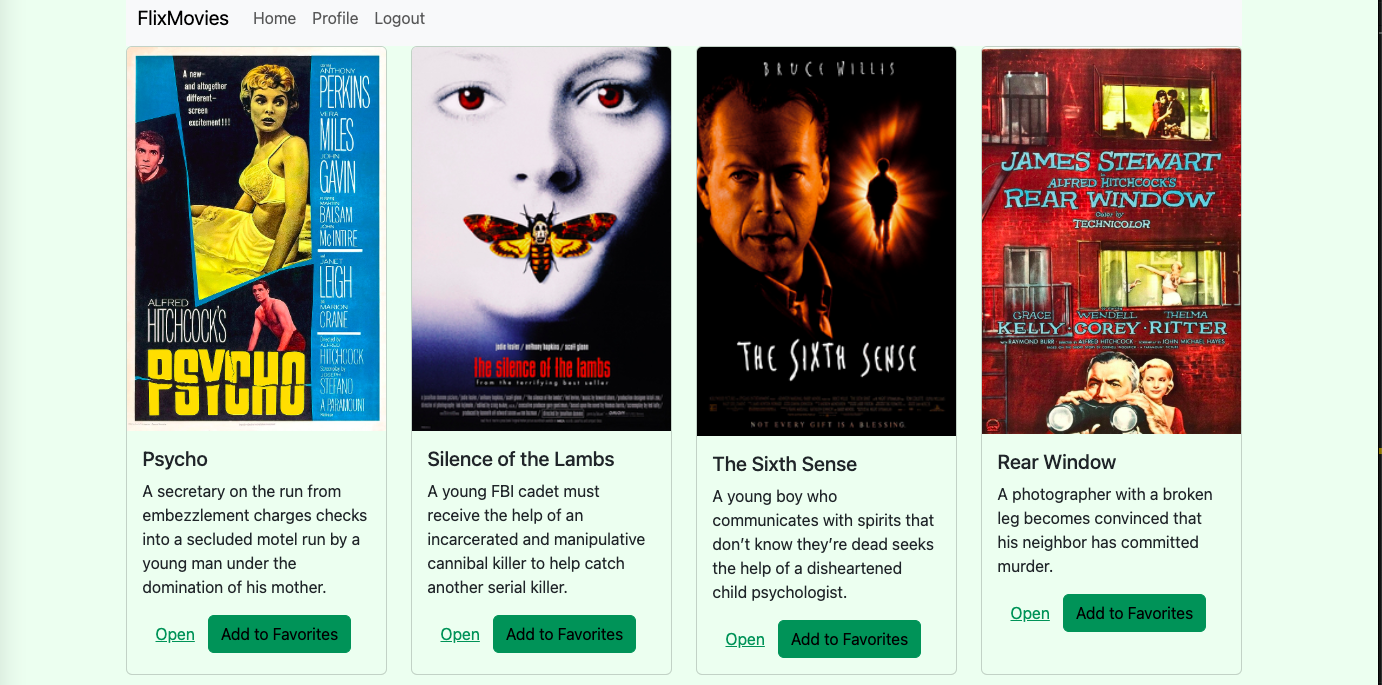 FlixMovies Home Profile Logout
A new-
and altogether
different-
screen
excitement!!!
ANTHONY
PERKINS
VERA
MILES
JOHN
GAVIN
MARTIN
BALSAM
JOHN
McINTIRE
JANET
LEIGH
MARION
CRANE
ALFRED
HITCHCOCK
JOSEPH
STEFANO
A PARAMOUNT
ALFRED
HITCHCOCK'S
PSYCHO
Psycho
A secretary on the run from
embezzlement charges checks
into a secluded motel run by a
young man under the
domination of his mother.
Open Add to Favorites
jodie foster / anthony hopkins / scott glenn
the silence of the lambs
from the terrifying best seller
Silence of the Lambs
A young FBI cadet must
receive the help of an
incarcerated and manipulative
cannibal killer to help catch
another serial killer.
Open Add to Favorites
BRUCE WILLIS
THE SIXTH SENSE
NOT EVERY GIFT IS A BLESSING.
The Sixth Sense
A young boy who
communicates with spirits that
don’t know they’re dead seeks
the help of a disheartened
child psychologist.
Open Add to Favorites
JAMES STEWART
ALFRED HITCHCOCK'S
REAR WINDOW
Color by
TECHNICOLOR
GRACE WENDELL THELMA
KELLY · COREY · RITTER
WITH RAYMOND BURR · DIRECTED BY ALFRED HITCHCOCK · SCREENPLAY BY JOHN MICHAEL HAYES
Rear Window
A photographer with a broken
leg becomes convinced that
his neighbor has committed
murder.
Open Add to Favorites